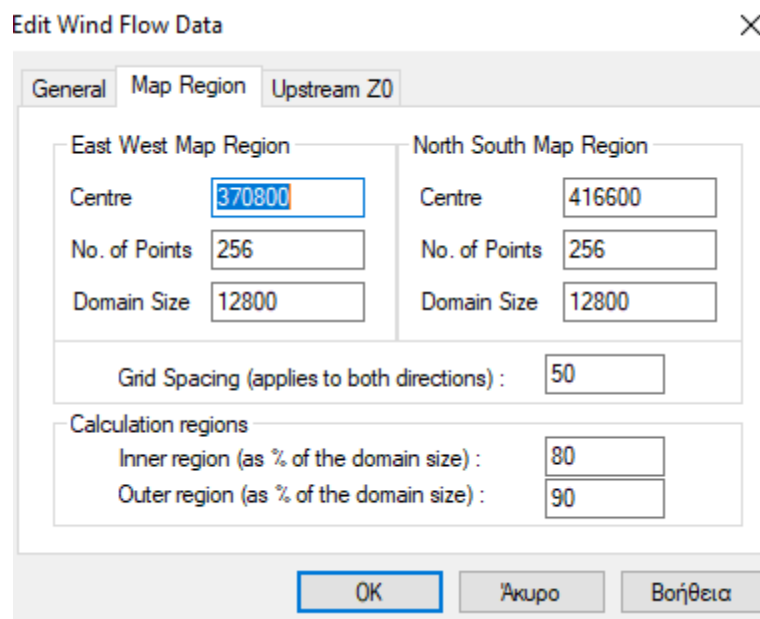 Edit Wind Flow Data
General Map Region Upstream Z0
East West Map Region North South Map Region
Centre 370800 Centre 416600
No. of Points 256 No. of Points 256
Domain Size 12800 Domain Size 12800
Grid Spacing (applies to both directions) : 50
Calculation regions
Inner region (as % of the domain size) : 80
Outer region (as % of the domain size) : 90
OK Άκυρο Βοήθεια